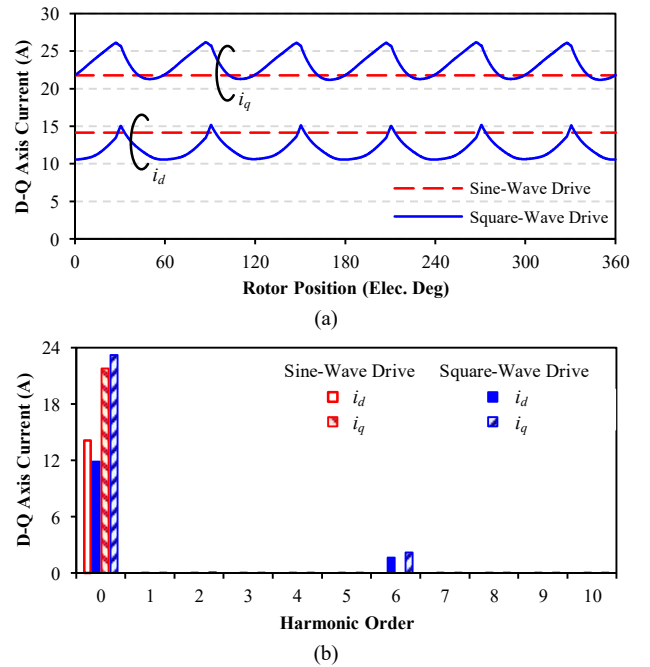 D-Q Axis Current (A)
30
25
20
15
10
5
0
i_q
i_d
Sine-Wave Drive
Square-Wave Drive
0 60 120 180 240 300 360
Rotor Position (Elec. Deg)
(a)
D-Q Axis Current (A)
24
18
12
6
0
Sine-Wave Drive Square-Wave Drive
i_d i_d
i_q i_q
0 1 2 3 4 5 6 7 8 9 10
Harmonic Order
(b)